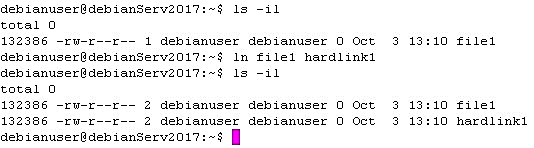 debianuser@debianServ2017:~$ ls -il
total 0
132386 -rw-r--r-- 1 debianuser debianuser 0 Oct  3 13:10 file1
debianuser@debianServ2017:~$ ln file1 hardlink1
debianuser@debianServ2017:~$ ls -il
total 0
132386 -rw-r--r-- 2 debianuser debianuser 0 Oct  3 13:10 file1
132386 -rw-r--r-- 2 debianuser debianuser 0 Oct  3 13:10 hardlink1
debianuser@debianServ2017:~$